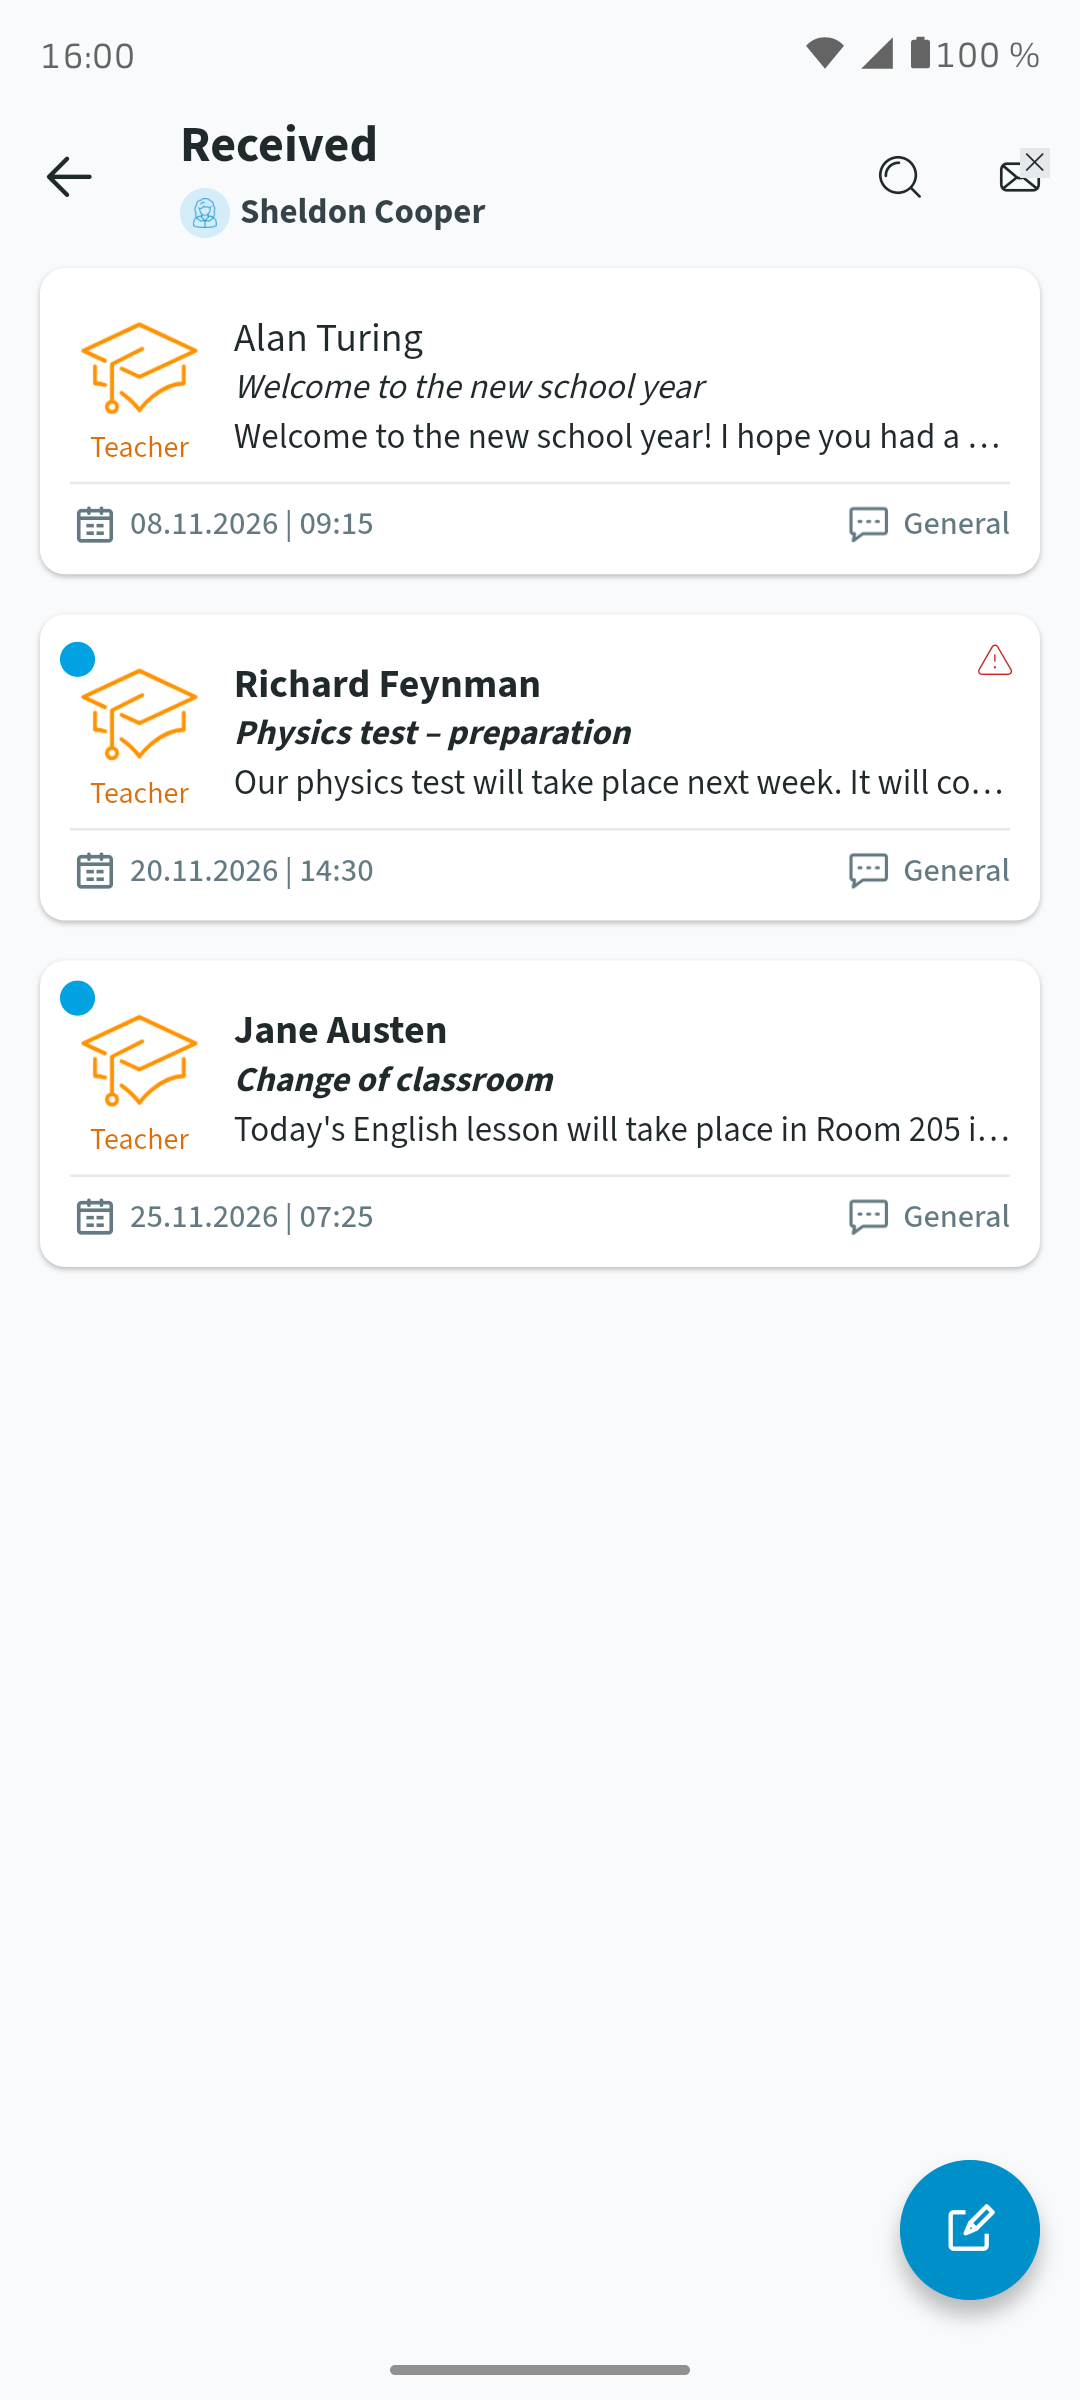 16:00
100 %
Received
Sheldon Cooper
Alan Turing
Welcome to the new school year
Welcome to the new school year! I hope you had a …
Teacher
08.11.2026 | 09:15
General
Richard Feynman
Physics test – preparation
Our physics test will take place next week. It will co…
Teacher
20.11.2026 | 14:30
General
Jane Austen
Change of classroom
Today's English lesson will take place in Room 205 i…
Teacher
25.11.2026 | 07:25
General